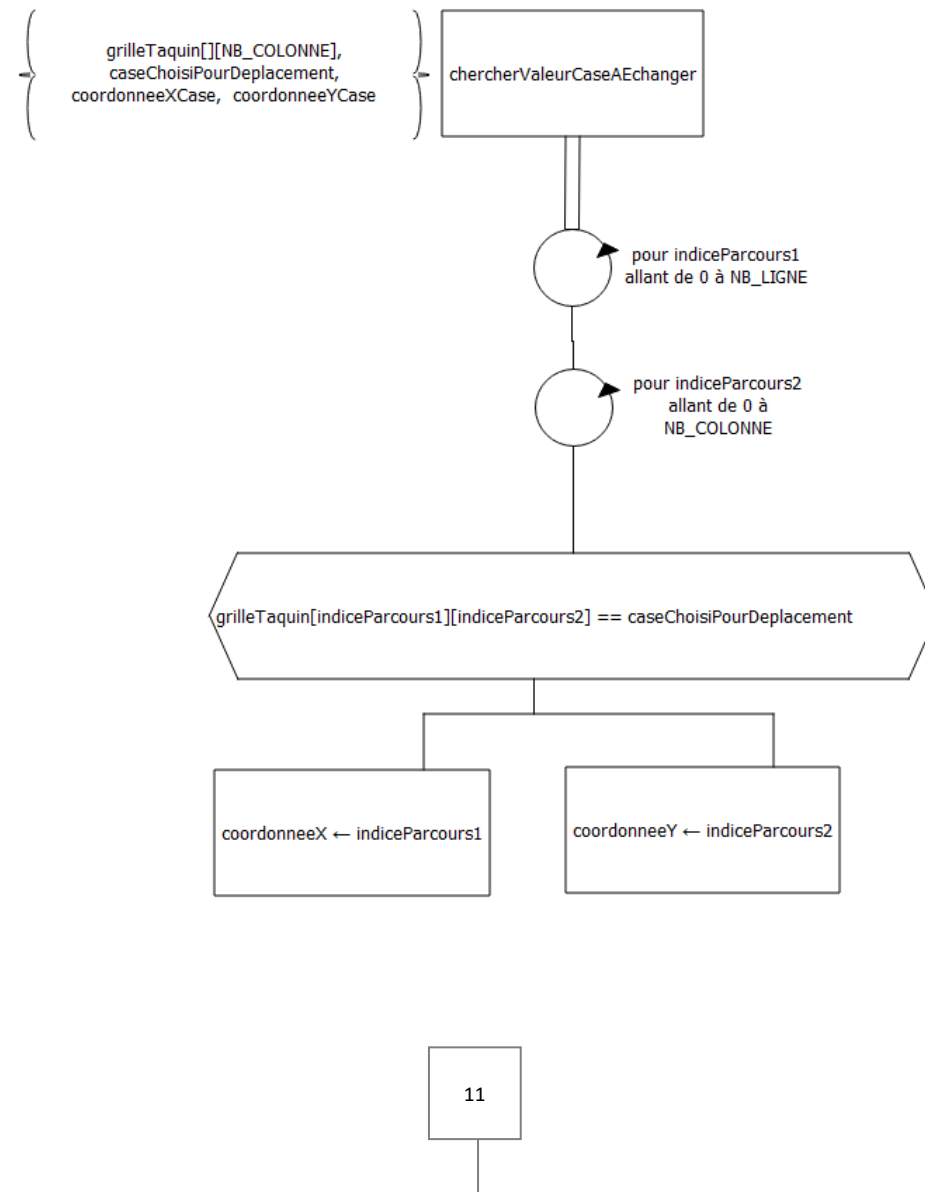 grilleTaquin[][NB_COLONNE],
caseChoisiPourDeplacement,
coordonneeXCase, coordonneeYCase
chercherValeurCaseAEchanger
pour indiceParcours1
allant de 0 à NB_LIGNE
pour indiceParcours2
allant de 0 à
NB_COLONNE
grilleTaquin[indiceParcours1][indiceParcours2] == caseChoisiPourDeplacement
coordonneeX ← indiceParcours1
coordonneeY ← indiceParcours2
11